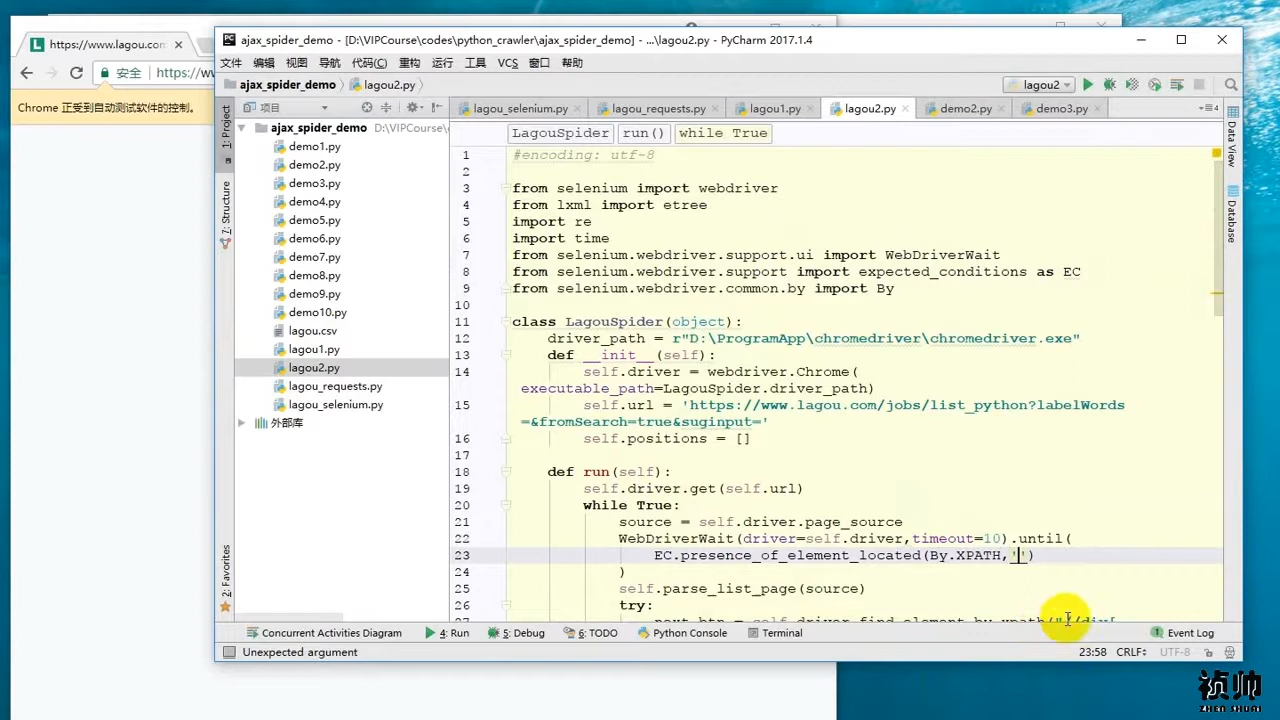 https://www.lagou.com
安全
https://w
Chrome 正受到自动测试软件的控制。
ajax_spider_demo - [D:\VIPCourse\codes\python_crawler\ajax_spider_demo] - ...\lagou2.py - PyCharm 2017.1.4
文件 编辑 视图 导航 代码(C) 重构 运行 工具 VCS 窗口 帮助
ajax_spider_demo lagou2.py
lagou2
项目
lagou_selenium.py lagou_requests.py lagou1.py lagou2.py demo2.py demo3.py
4
LagouSpider run() while True
1: Project
7: Structure
2: Favorites
Data View
Database
ajax_spider_demo D:\VIPCourse\
demo1.py
demo2.py
demo3.py
demo4.py
demo5.py
demo6.py
demo7.py
demo8.py
demo9.py
demo10.py
lagou.csv
lagou1.py
lagou2.py
lagou_requests.py
lagou_selenium.py
外部库
1 #encoding: utf-8
2
3 from selenium import webdriver
4 from lxml import etree
5 import re
6 import time
7 from selenium.webdriver.support.ui import WebDriverWait
8 from selenium.webdriver.support import expected_conditions as EC
9 from selenium.webdriver.common.by import By
10
11 class LagouSpider(object):
12 driver_path = r"D:\ProgramApp\chromedriver\chromedriver.exe"
13 def __init__(self):
14 self.driver = webdriver.Chrome(
executable_path=LagouSpider.driver_path)
15 self.url = 'https://www.lagou.com/jobs/list_python?labelWords
=&fromSearch=true&suginput='
16 self.positions = []
17
18 def run(self):
19 self.driver.get(self.url)
20 while True:
21 source = self.driver.page_source
22 WebDriverWait(driver=self.driver,timeout=10).until(
23 EC.presence_of_element_located(By.XPATH,'')
24 )
25 self.parse_list_page(source)
26 try:
27 next_btn = self.driver.find_element_by_xpath("//div[
Concurrent Activities Diagram 4: Run 5: Debug 6: TODO Python Console Terminal 1 Event Log
Unexpected argument 23:58 CRLF UTF-8
祯帅
ZHEN SHUAI